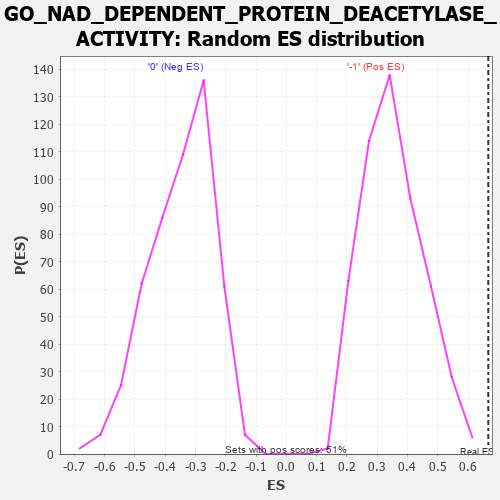 GO_NAD_DEPENDENT_PROTEIN_DEACETYLASE_
ACTIVITY: Random ES distribution
'0' (Neg ES)
'-1' (Pos ES)
140
130
120
110
100
90
80
70
60
50
40
30
20
10
0
P(ES)
Sets with pos scores: 51%
Real ES
-0.7 -0.6 -0.5 -0.4 -0.3 -0.2 -0.1 0.0 0.1 0.2 0.3 0.4 0.5 0.6
ES